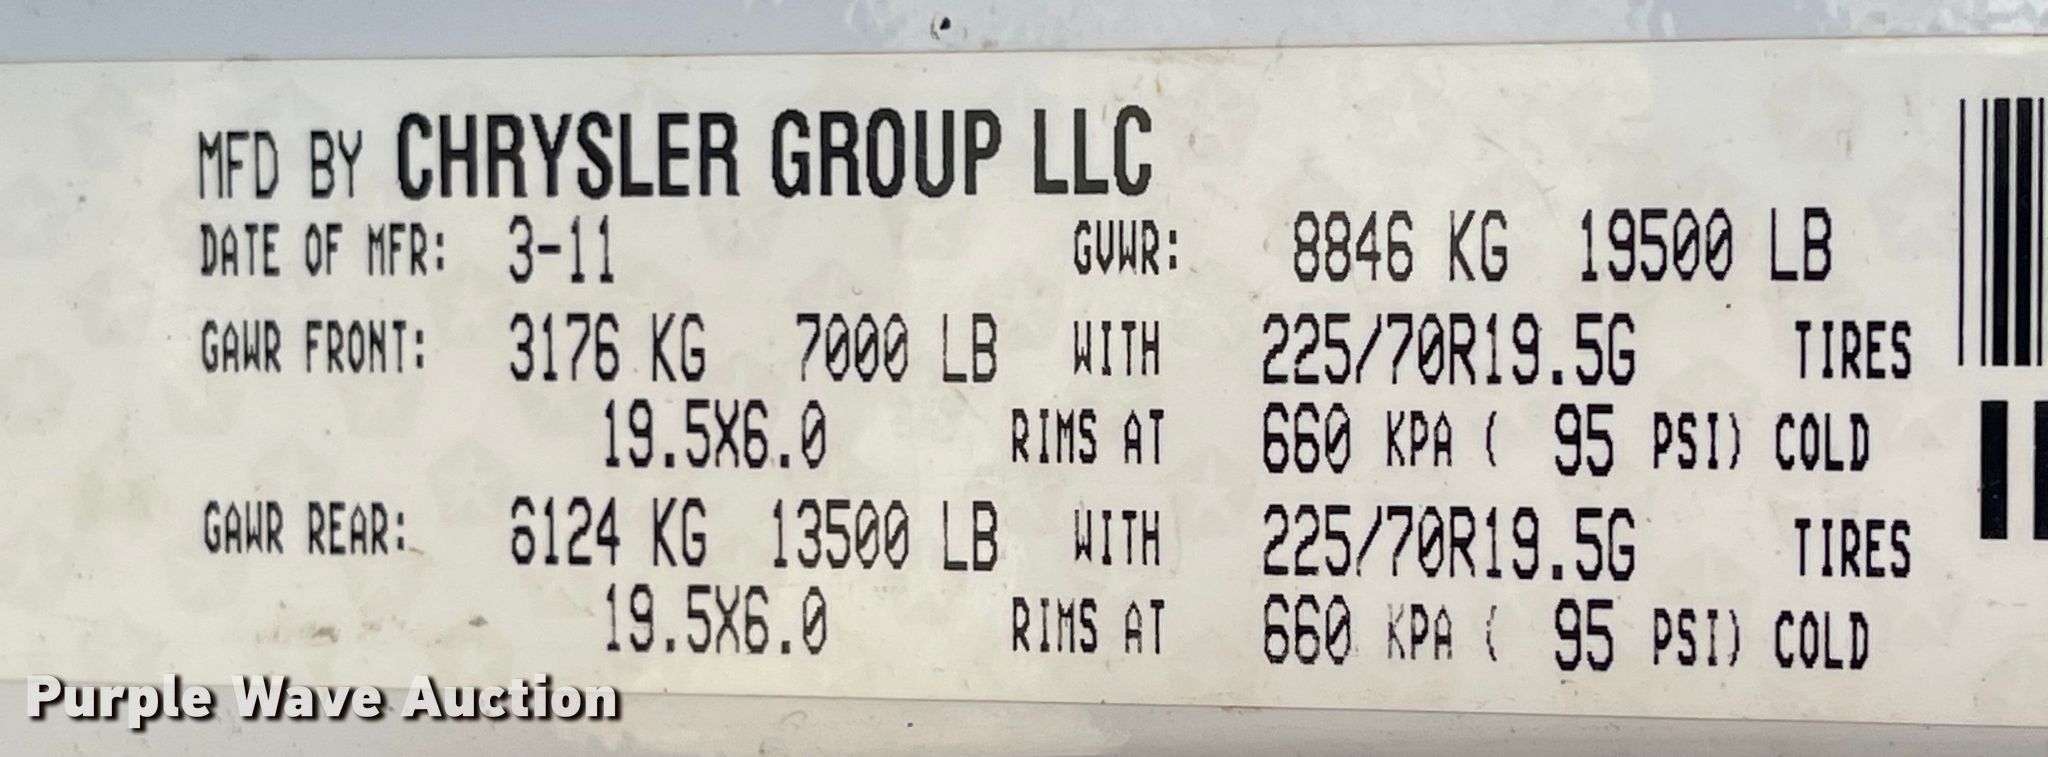 MFD BY CHRYSLER GROUP LLC
DATE OF MFR: 3-11 GVWR: 8846 KG 19500 LB
GAWR FRONT: 3176 KG 7000 LB WITH 225/70R19.5G TIRES
19.5X6.0 RIMS AT 660 KPA ( 95 PSI) COLD
GAWR REAR: 6124 KG 13500 LB WITH 225/70R19.5G TIRES
19.5X6.0 RIMS AT 660 KPA ( 95 PSI) COLD
Purple Wave Auction